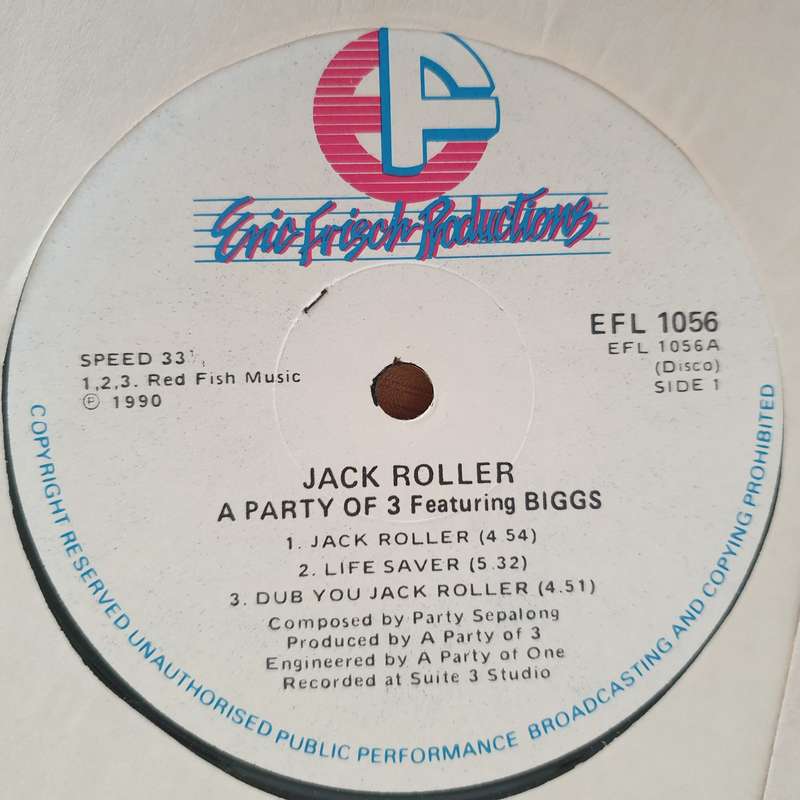 Eric Frisch Productions
EFL 1056
EFL 1056A
(Disco)
SIDE 1
SPEED 33⅓
1,2,3. Red Fish Music
℗ 1990
JACK ROLLER
A PARTY OF 3 Featuring BIGGS
1. JACK ROLLER (4 54)
2. LIFE SAVER (5.32)
3. DUB YOU JACK ROLLER (4.51)
Composed by Party Sepalong
Produced by A Party of 3
Engineered by A Party of One
Recorded at Suite 3 Studio
COPYRIGHT RESERVED UNAUTHORISED PUBLIC PERFORMANCE BROADCASTING AND COPYING PROHIBITED